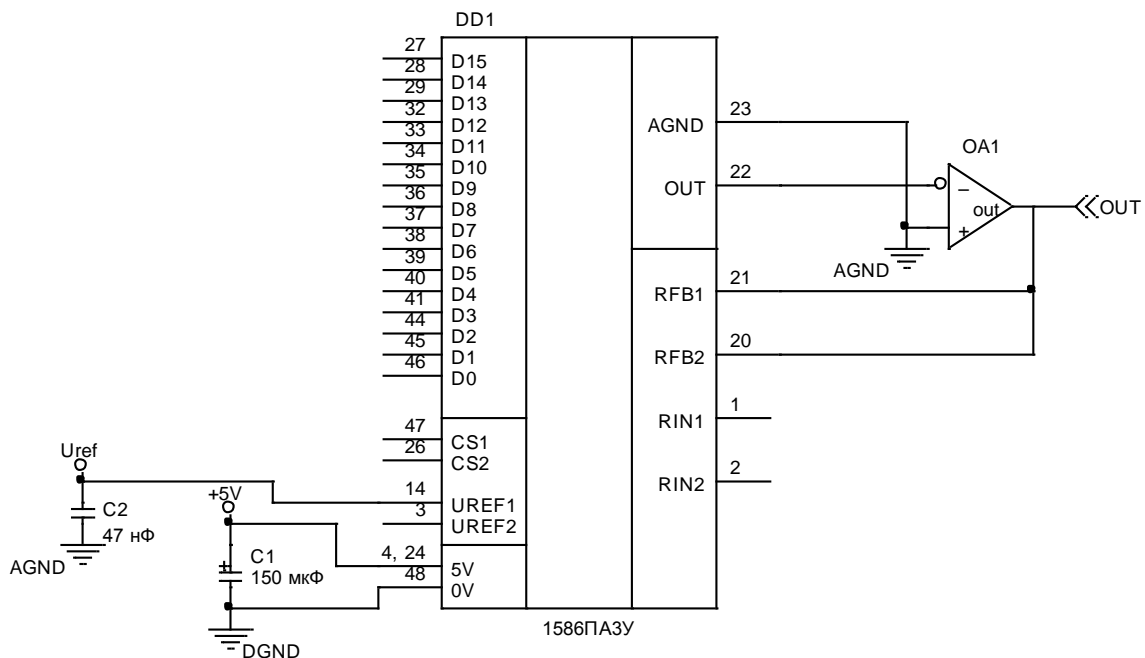 DD1
27 D15
28 D14
29 D13
32 D12
33 D11
34 D10
35 D9
36 D8
37 D7
38 D6
39 D5
40 D4
41 D3
44 D2
45 D1
46 D0
47 CS1
26 CS2
14 UREF1
3 UREF2
4, 24 5V
48 0V
AGND 23
OUT 22
RFB1 21
RFB2 20
RIN1 1
RIN2 2
OA1
–
out
+
OUT
AGND
Uref
C2
47 нФ
AGND
+5V
+
C1
150 мкФ
DGND
1586ПА3У